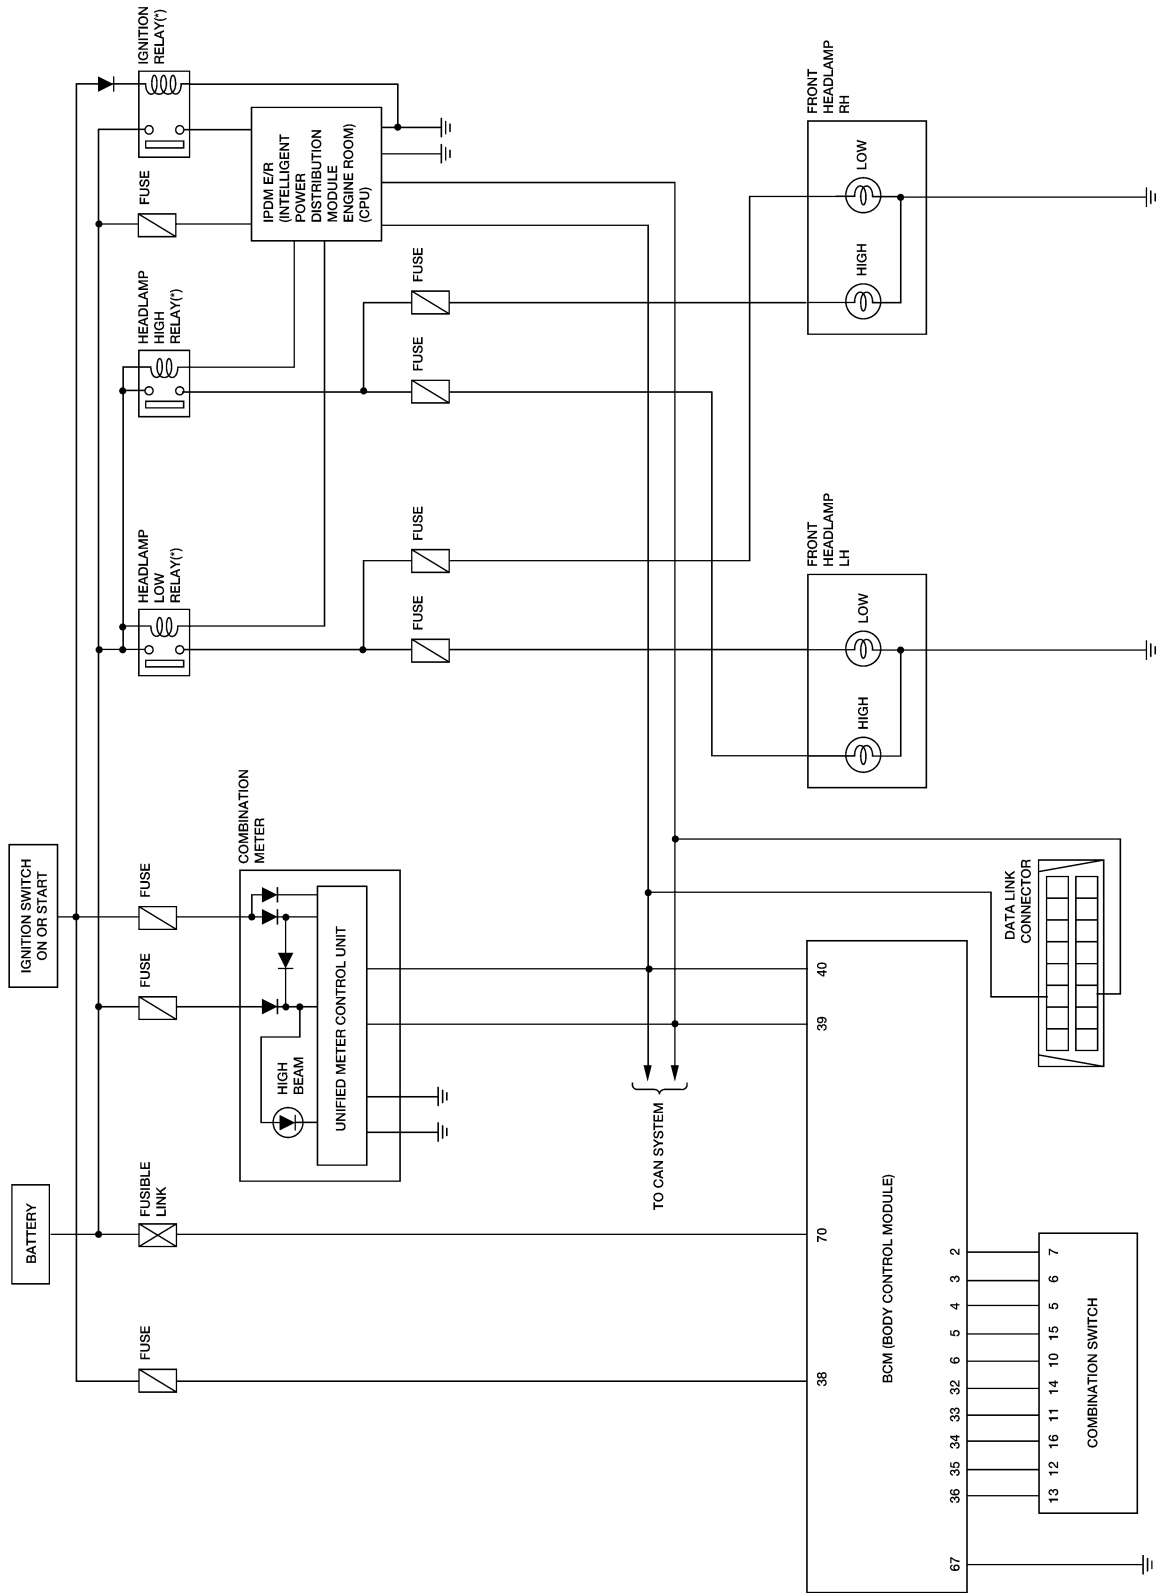 IGNITION SWITCH
ON OR START
BATTERY
FUSE
FUSIBLE
LINK
FUSE
FUSE
HEADLAMP
LOW
RELAY(*)
HEADLAMP
HIGH
RELAY(*)
FUSE
IGNITION
RELAY(*)
COMBINATION
METER
HIGH
BEAM
UNIFIED METER CONTROL UNIT
IPDM E/R
(INTELLIGENT
POWER
DISTRIBUTION
MODULE
ENGINE ROOM)
(CPU)
FUSE
FUSE
FUSE
FUSE
TO CAN SYSTEM
FRONT
HEADLAMP
LH
HIGH
LOW
FRONT
HEADLAMP
RH
HIGH
LOW
38
70
39
40
BCM (BODY CONTROL MODULE)
67
36
35
34
33
32
6
5
4
3
2
13
12
16
11
14
10
15
5
6
7
COMBINATION SWITCH
DATA LINK
CONNECTOR